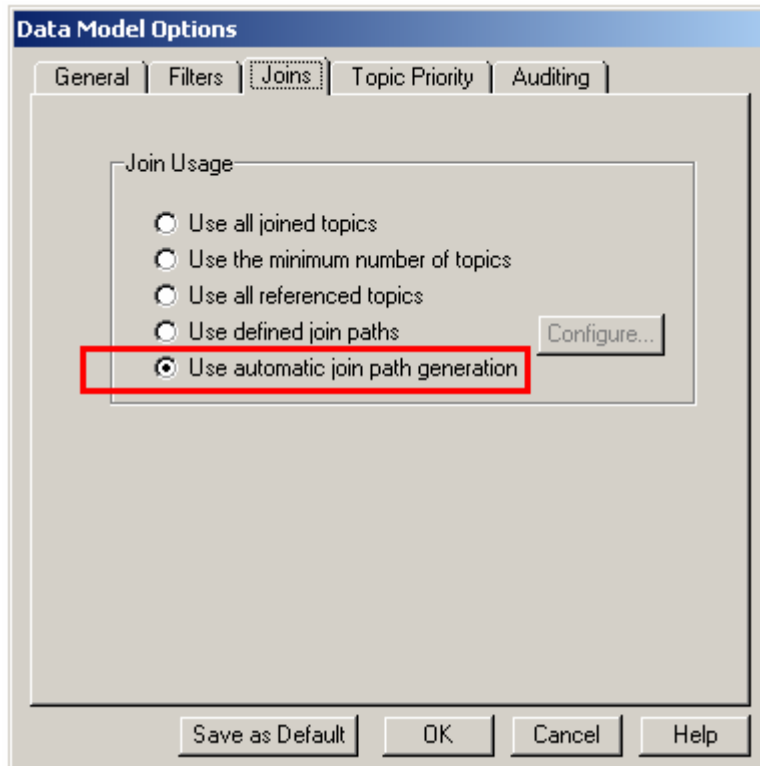 Data Model Options
General Filters Joins Topic Priority Auditing
Join Usage
Use all joined topics
Use the minimum number of topics
Use all referenced topics
Use defined join paths Configure...
Use automatic join path generation
Save as Default OK Cancel Help